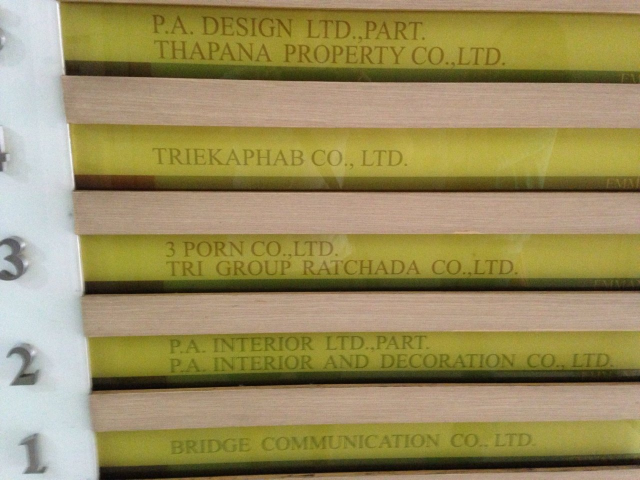 P.A. DESIGN LTD.,PART.
THAPANA PROPERTY CO.,LTD.
4 TRIEKAPHAB CO., LTD.
3 3 PORN CO.,LTD.
TRI GROUP RATCHADA CO.,LTD.
2 P.A. INTERIOR LTD.,PART.
P.A. INTERIOR AND DECORATION CO., LTD.
1 BRIDGE COMMUNICATION CO., LTD.